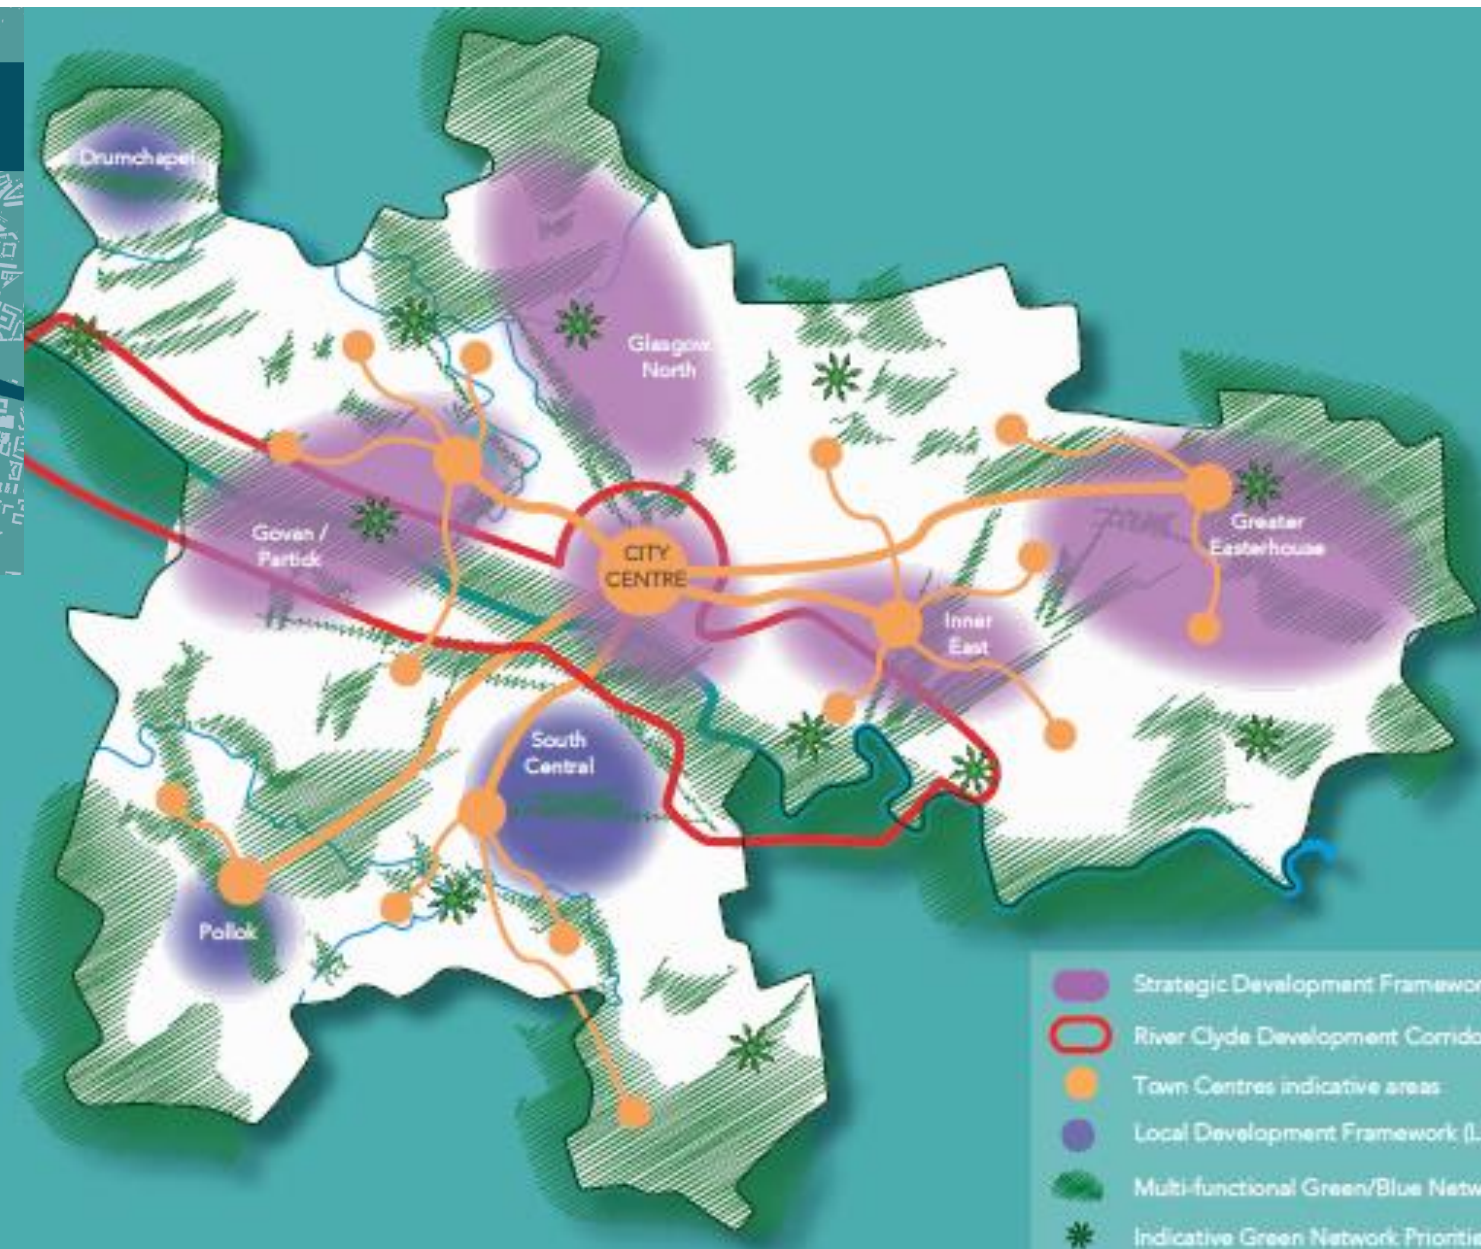 Drumchapel
Glasgow
North
Govan /
Partick
CITY
CENTRE
Greater
Easterhouse
Inner
East
South
Central
Pollok
Strategic Development Framewor
River Clyde Development Corrido
Town Centres indicative areas
Local Development Framework (L
Multi-functional Green/Blue Netw
Indicative Green Network Prioritie